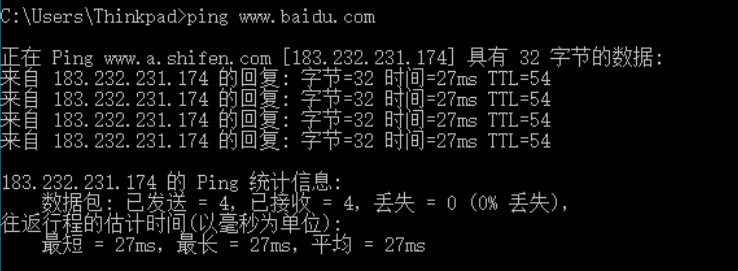 C:\Users\Thinkpad>ping www.baidu.com
正在 Ping www.a.shifen.com [183.232.231.174] 具有 32 字节的数据:
来自 183.232.231.174 的回复: 字节=32 时间=27ms TTL=54
来自 183.232.231.174 的回复: 字节=32 时间=27ms TTL=54
来自 183.232.231.174 的回复: 字节=32 时间=27ms TTL=54
来自 183.232.231.174 的回复: 字节=32 时间=27ms TTL=54
183.232.231.174 的 Ping 统计信息:
数据包: 已发送 = 4, 已接收 = 4, 丢失 = 0 (0% 丢失),
往返行程的估计时间(以毫秒为单位):
最短 = 27ms, 最长 = 27ms, 平均 = 27ms